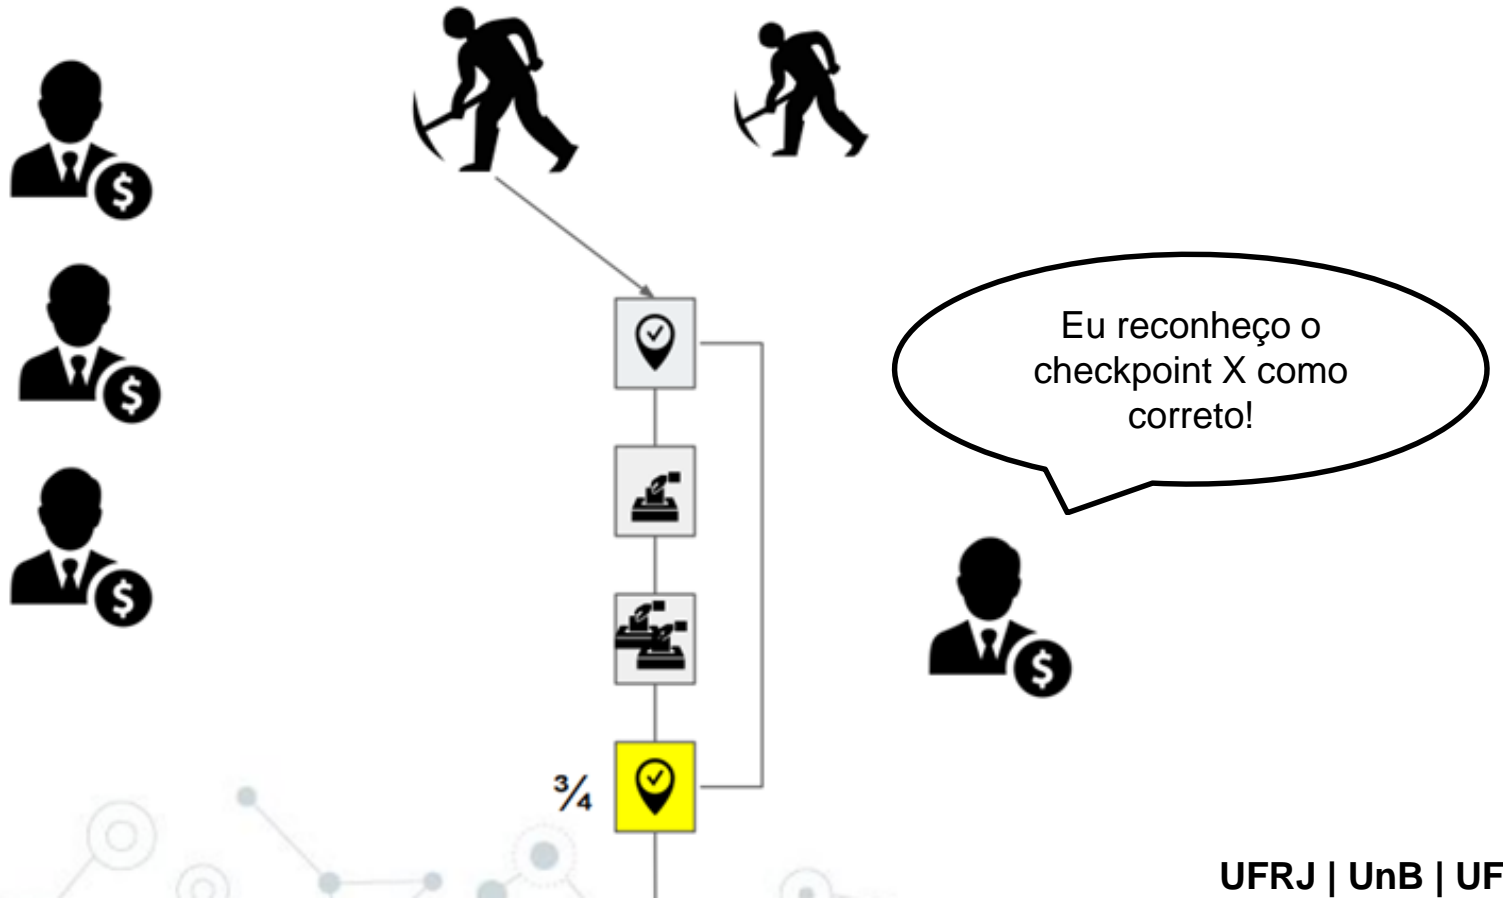 Eu reconheço o
checkpoint X como
correto!
$
$
$
$
¾
UFRJ | UnB | UF